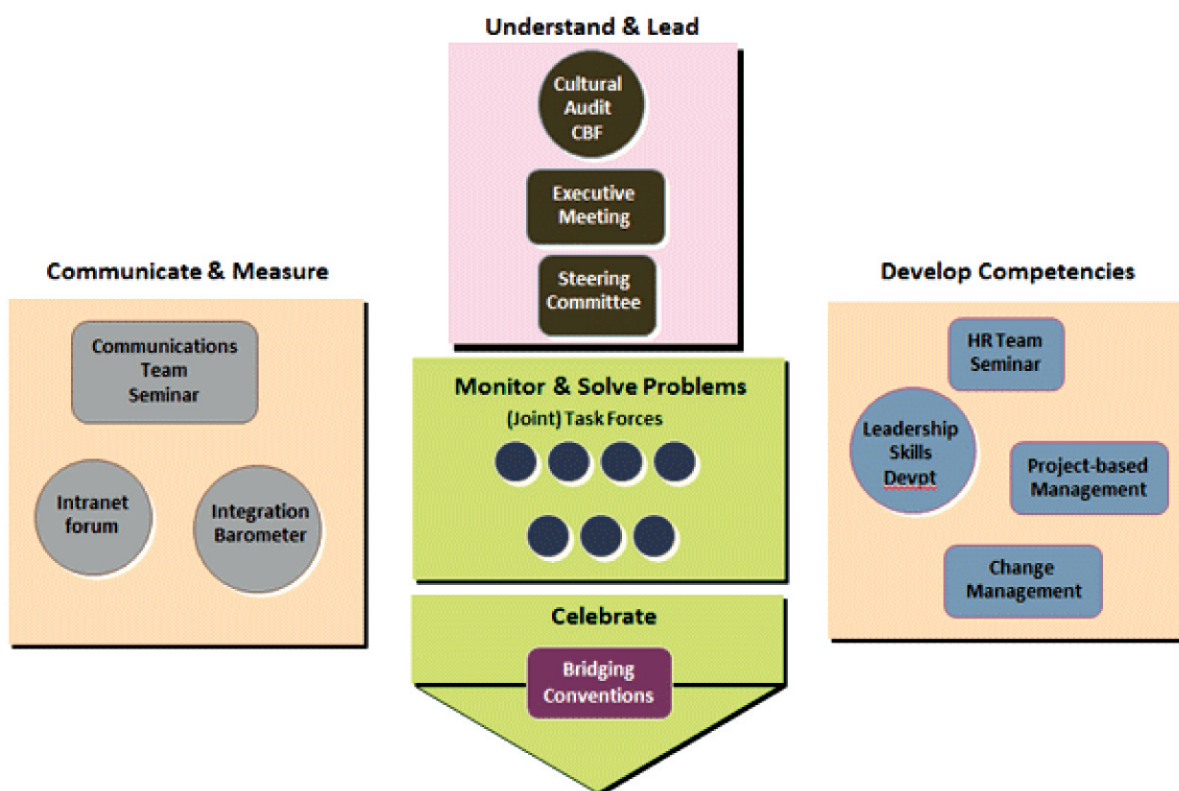 Understand & Lead
Cultural
Audit
CBF
Executive
Meeting
Steering
Committee
Communicate & Measure
Communications
Team
Seminar
Intranet
forum
Integration
Barometer
Monitor & Solve Problems
(Joint) Task Forces
Celebrate
Bridging
Conventions
Develop Competencies
HR Team
Seminar
Leadership
Skills
Devpt
Project-based
Management
Change
Management